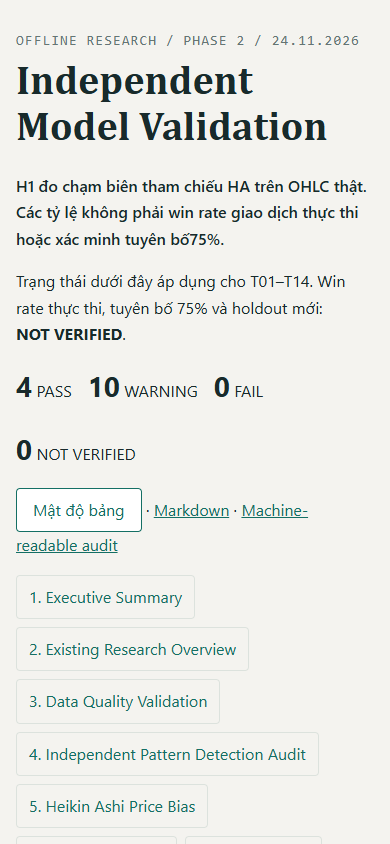 OFFLINE RESEARCH / PHASE 2 / 24.11.2026
Independent
Model Validation
H1 đo chạm biên tham chiếu HA trên OHLC thật.
Các tỷ lệ không phải win rate giao dịch thực thi
hoặc xác minh tuyên bố75%.
Trạng thái dưới đây áp dụng cho T01–T14. Win
rate thực thi, tuyên bố 75% và holdout mới:
NOT VERIFIED.
4 PASS 10 WARNING 0 FAIL
0 NOT VERIFIED
Mật độ bảng · Markdown · Machine-
readable audit
1. Executive Summary
2. Existing Research Overview
3. Data Quality Validation
4. Independent Pattern Detection Audit
5. Heikin Ashi Price Bias